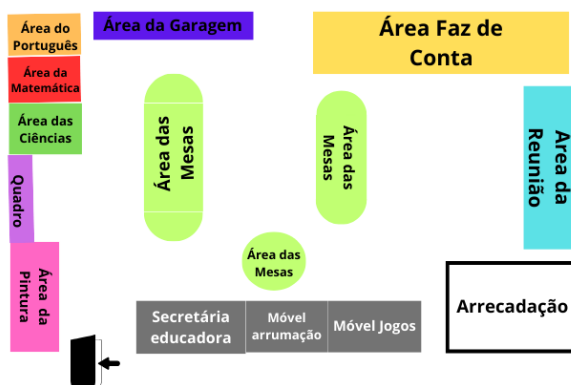 Área do
Português
Área da Garagem
Área Faz de
Conta
Área da
Matemática
Área das
Ciências
Área das
Mesas
Área das
Mesas
Area da
Reunião
Quadro
Área da
Pintura
Área das
Mesas
Secretária
educadora
Móvel
arrumação
Móvel Jogos
Arrecadação